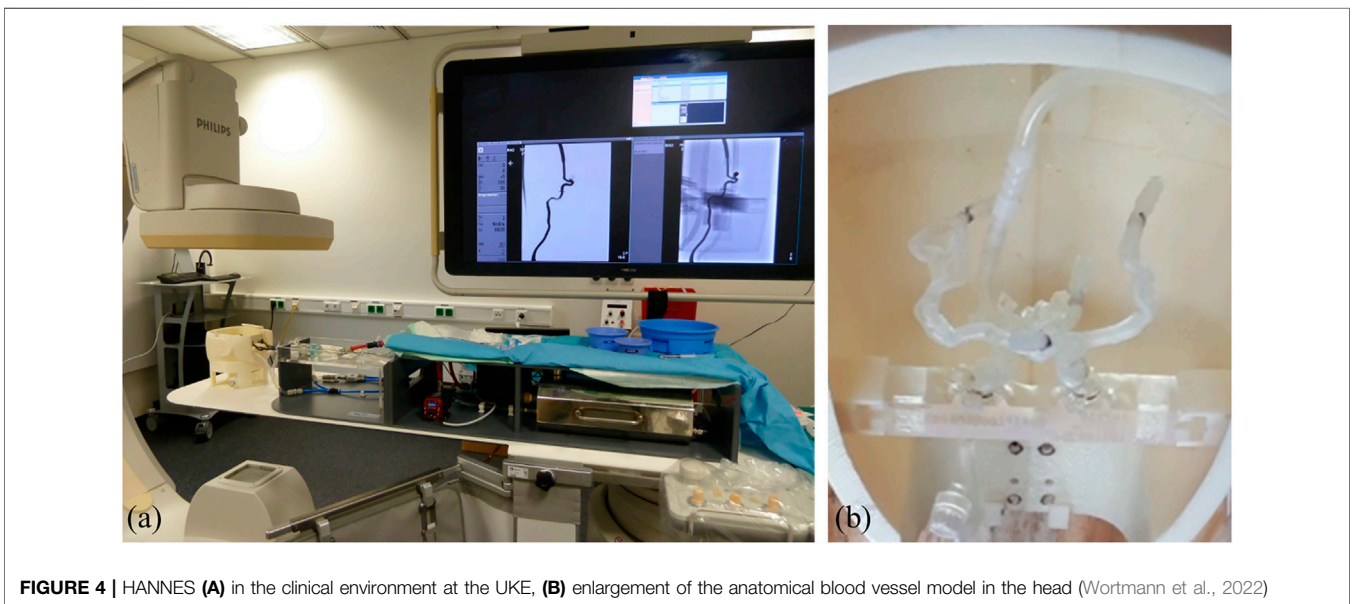 PHILIPS
(a)
(b)
FIGURE 4 | HANNES (A) in the clinical environment at the UKE, (B) enlargement of the anatomical blood vessel model in the head (Wortmann et al., 2022)